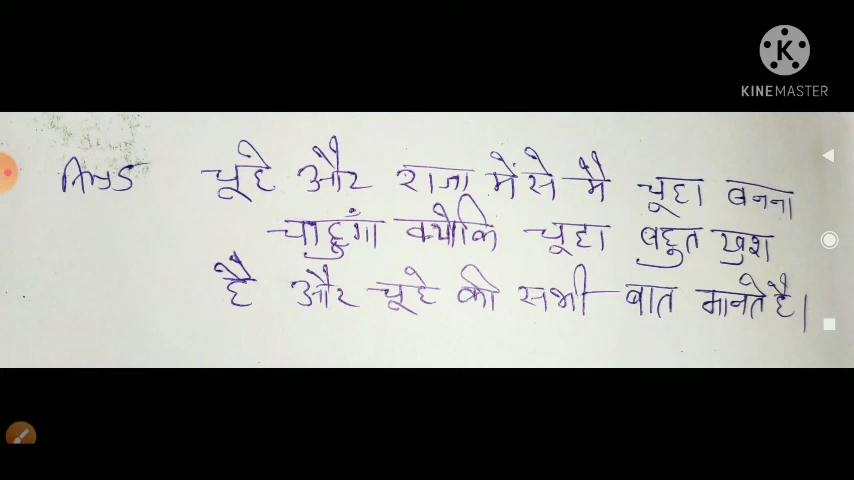 KINEMASTER
Ans चूहे और राजा में से मै चूहा बनना
चाहुगां क्योकि चूहा बहुत खुश
है और चूहे की सभी बात मानते है।